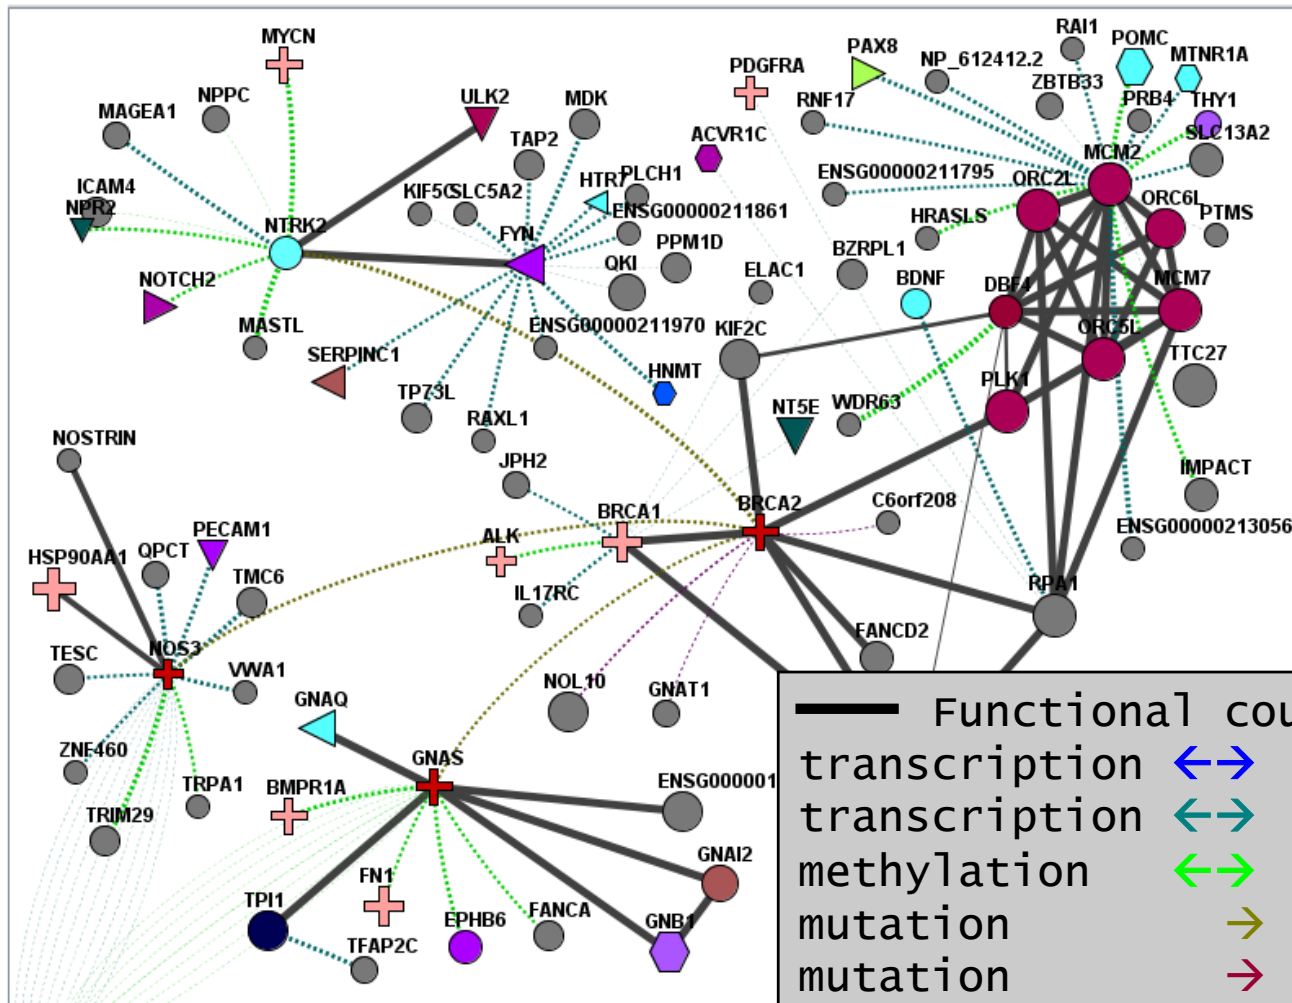 MYCN
NPPC
MAGEA1
ICAM4
NPR2
NTRK2
NOTCH2
MASTL
ULK2
MDK
TAP2
KIF5C
SLC5A2
HTR7
PLCH1
ENSG00000211861
FYN
PPM1D
QKI
ENSG00000211970
SERPINC1
TP73L
RAXL1
HNMT
PDGFRA
ACVR1C
PAX8
NP_612412.2
RNF17
RAI1
POMC
MTNR1A
ZBTB33
PRB4
THY1
SLC13A2
MCM2
ENSG00000211795
ORC2L
ORC6L
PTMS
HRASLS
BZRPL1
ELAC1
BDNF
DBF4
MCM7
ORC5L
KIF2C
TTC27
PLK1
NT5E
WDR63
IMPACT
ENSG00000213056
C6orf208
NOSTRIN
JPH2
BRCA1
BRCA2
ALK
IL17RC
RPA1
FANCD2
HSP90AA1
QPCT
PECAM1
TMC6
NOS3
TESC
VWA1
ZNF460
TRPA1
TRIM29
NOL10
GNAT1
GNAQ
GNAS
BMPR1A
ENSG000001
GNAI2
FN1
TPI1
TFAP2C
EPHB6
FANCA
GNB1
Functional cou
transcription
transcription
methylation
mutation
mutation